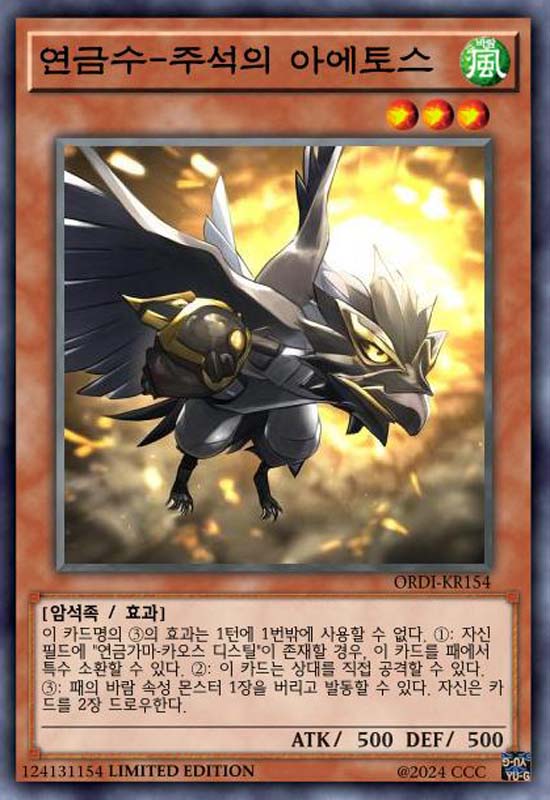 연금수-주석의 아에토스
바람
風
ORDI-KR154
[암석족 / 효과]
이 카드명의 ③의 효과는 1턴에 1번밖에 사용할 수 없다. ①: 자신
필드에 "연금가마-카오스 디스틸"이 존재할 경우, 이 카드를 패에서
특수 소환할 수 있다. ②: 이 카드는 상대를 직접 공격할 수 있다.
③: 패의 바람 속성 몬스터 1장을 버리고 발동할 수 있다. 자신은 카
드를 2장 드로우한다.
ATK/ 500 DEF/ 500
124131154 LIMITED EDITION
@2024 CCC
YU-G